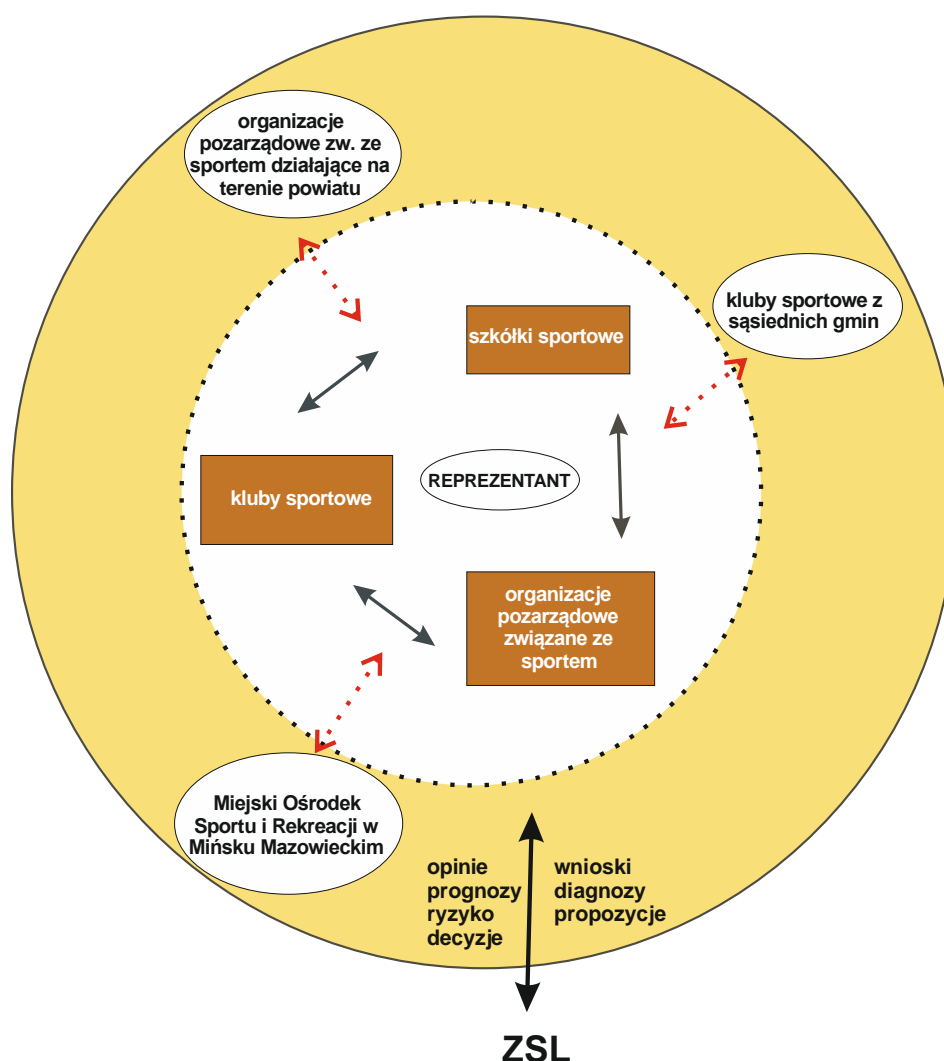 organizacje
pozarządowe zw. ze
sportem działające na
terenie powiatu
kluby sportowe z
sąsiednich gmin
szkółki sportowe
kluby sportowe
REPREZENTANT
organizacje
pozarządowe
związane ze
sportem
Miejski Ośrodek
Sportu i Rekreacji w
Mińsku Mazowieckim
opinie
prognozy
ryzyko
decyzje
wnioski
diagnozy
propozycje
ZSL